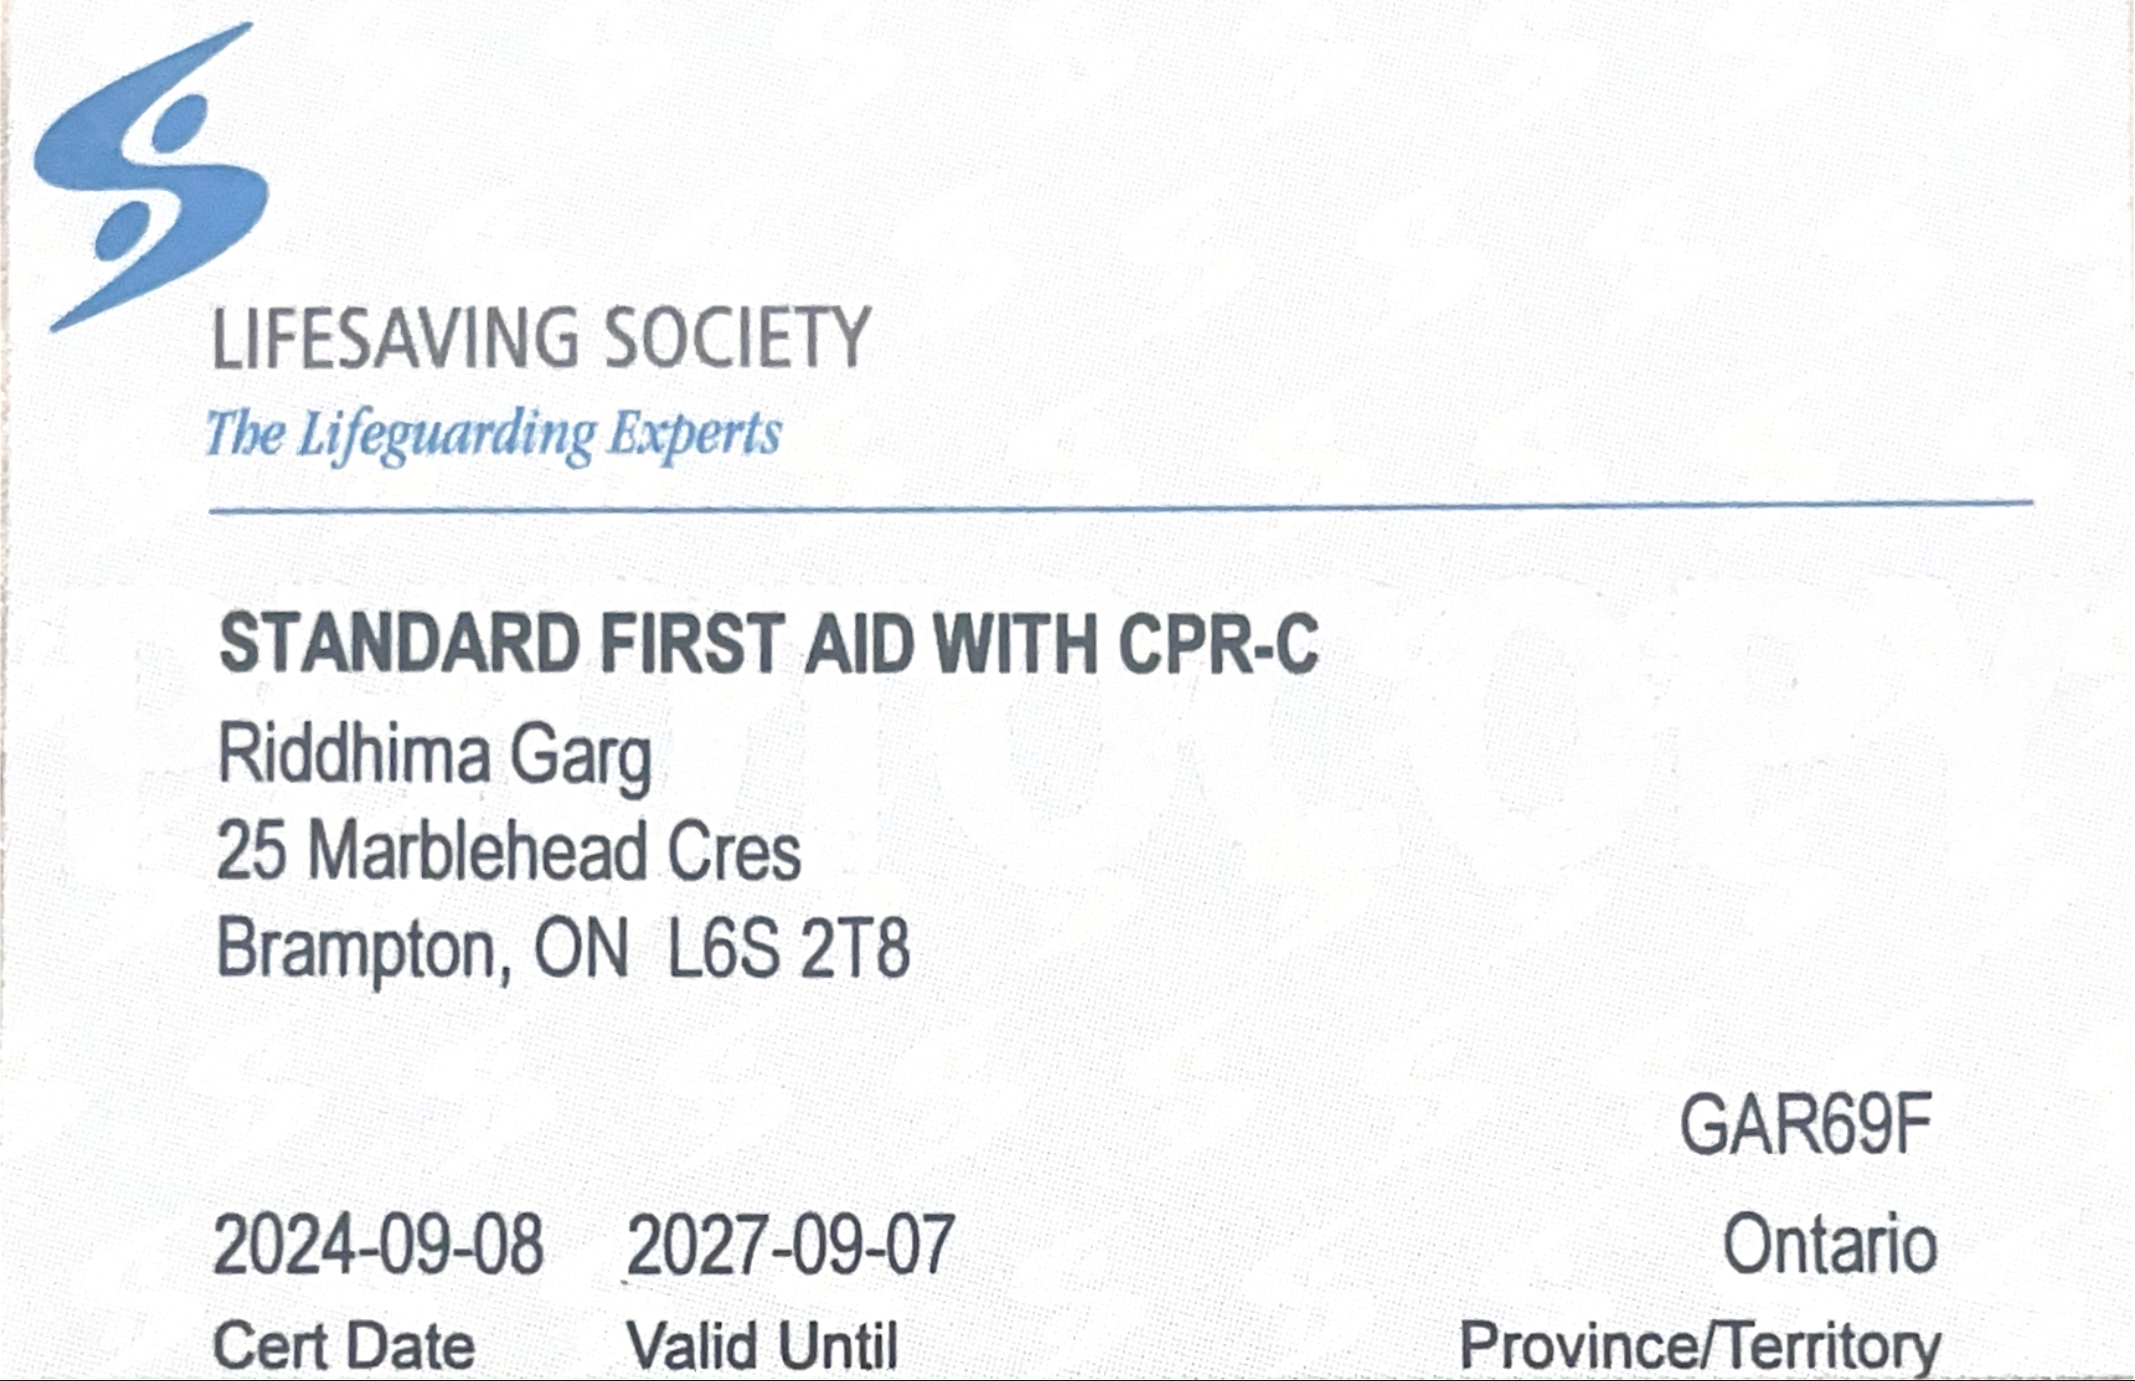 LIFESAVING SOCIETY
The Lifeguarding Experts
STANDARD FIRST AID WITH CPR-C
Riddhima Garg
25 Marblehead Cres
Brampton, ON L6S 2T8
GAR69F
2024-09-08 2027-09-07 Ontario
Cert Date Valid Until Province/Territory